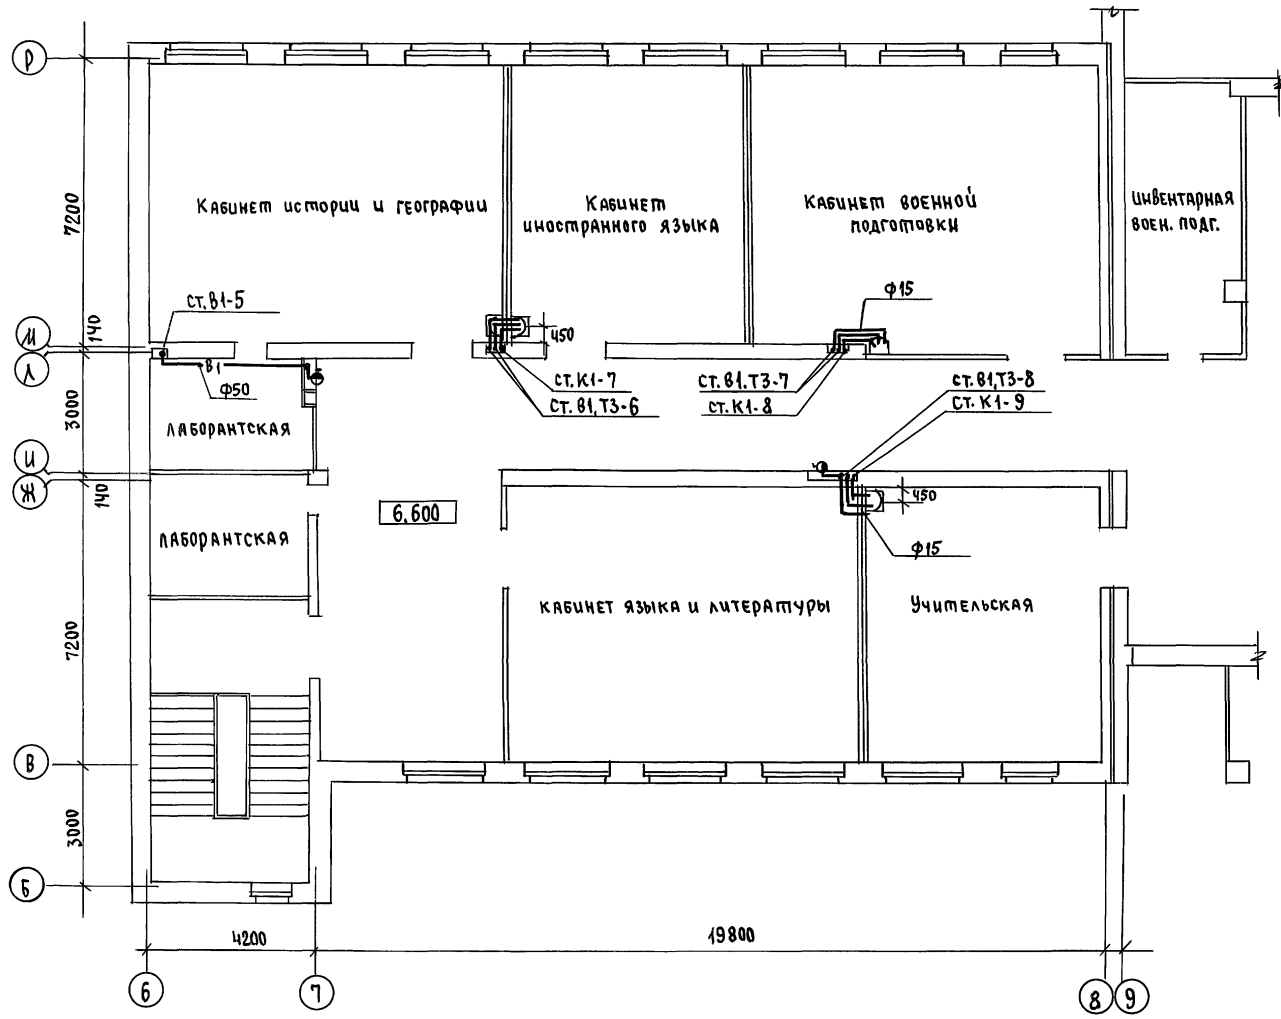 Р
7200
КАБИНЕТ ИСТОРИИ И ГЕОГРАФИИ
КАБИНЕТ
ИНОСТРАННОГО ЯЗЫКА
КАБИНЕТ ВОЕННОЙ
ПОДГОТОВКИ
ИНВЕНТАРНАЯ
ВОЕН. ПОДГ.
СТ.В1-5
Ф15
М
140
450
Л
В1
Ф50
СТ.К1-7
СТ.В1,Т3-6
СТ.В1,Т3-7
СТ.К1-8
СТ.В1,Т3-8
СТ.К1-9
3000
ЛАБОРАНТСКАЯ
И
Ж
140
450
6.600
ЛАБОРАНТСКАЯ
Ф15
КАБИНЕТ ЯЗЫКА И ЛИТЕРАТУРЫ
УЧИТЕЛЬСКАЯ
7200
В
3000
Б
4200
19800
6
7
8
9